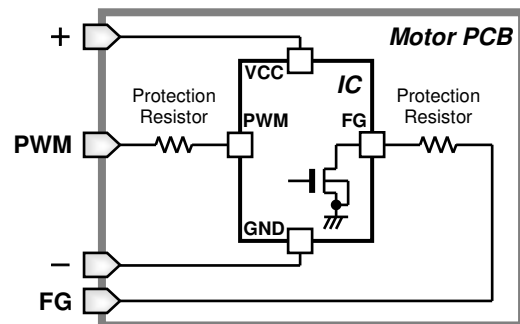 +
Motor PCB
VCC
IC
Protection
Resistor
Protection
Resistor
PWM
PWM
FG
GND
−
FG